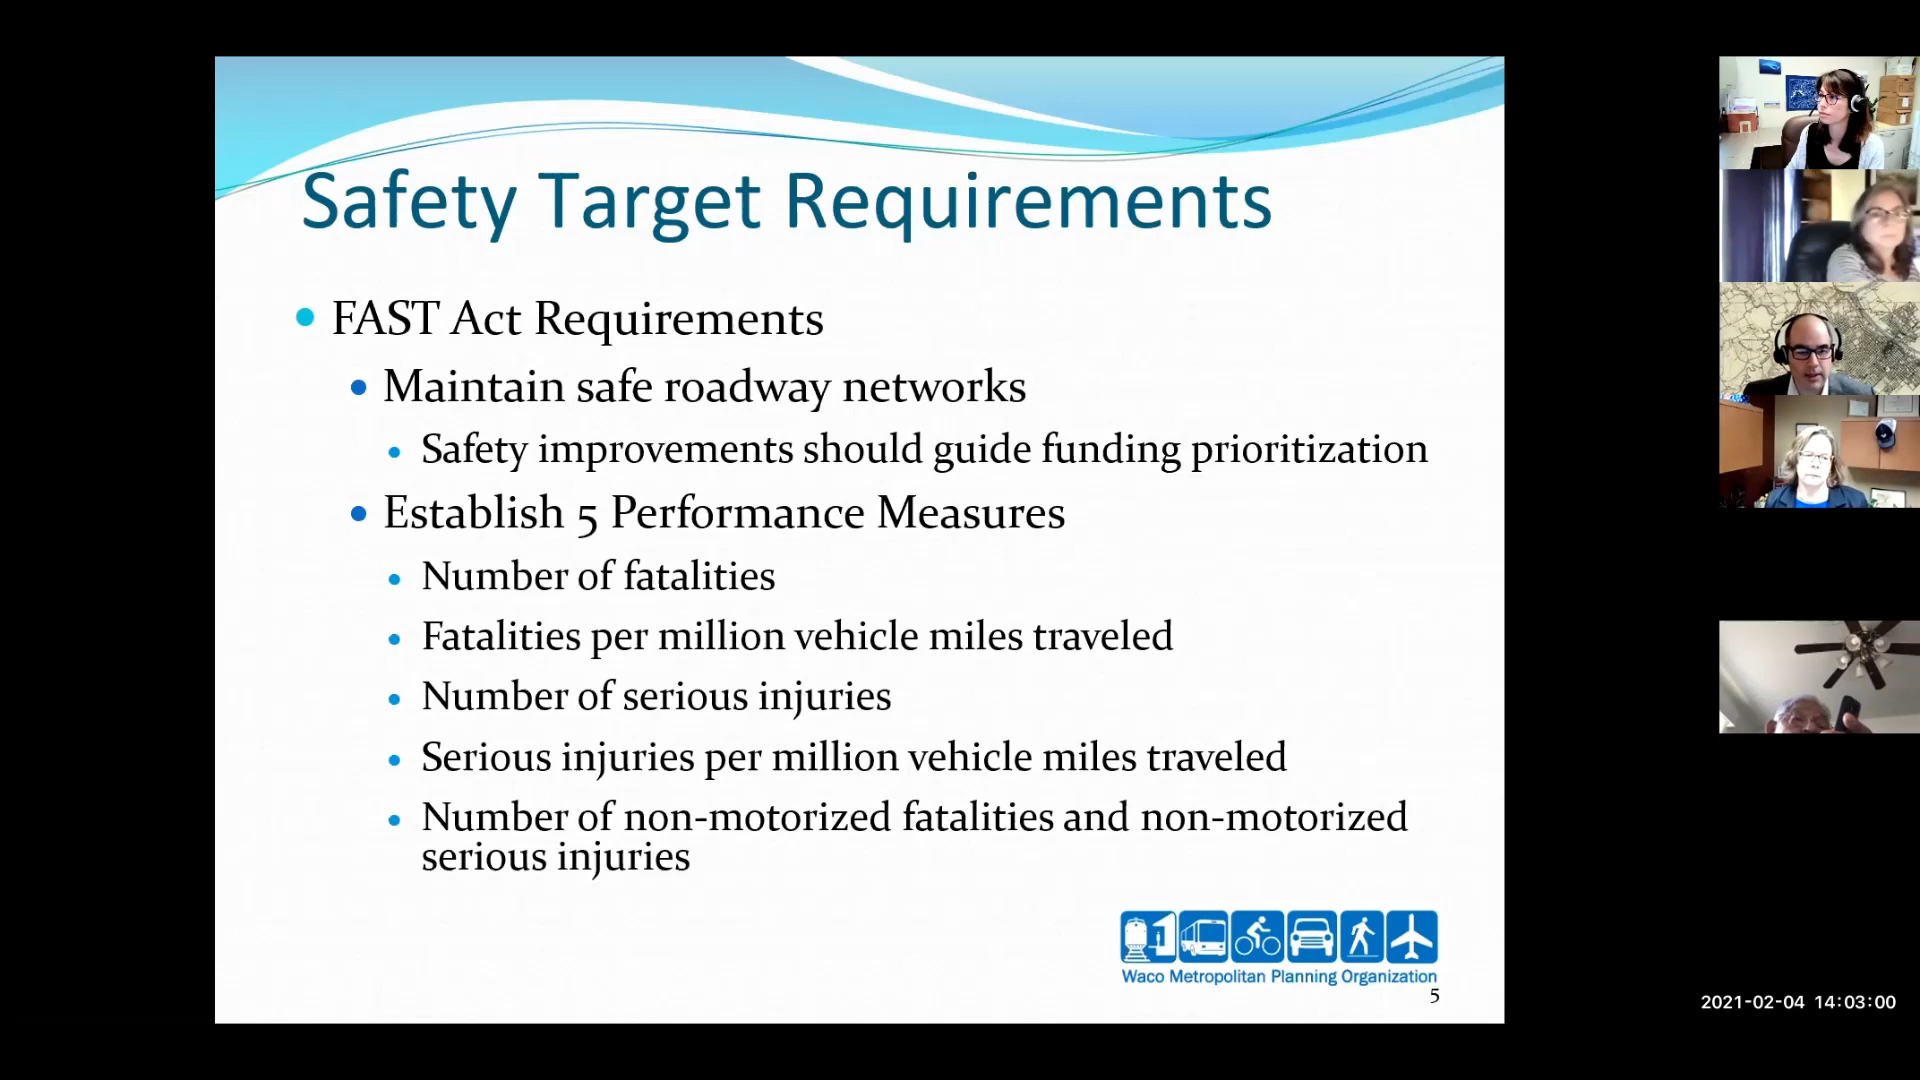 Safety Target Requirements
FAST Act Requirements
Maintain safe roadway networks
Safety improvements should guide funding prioritization
Establish 5 Performance Measures
Number of fatalities
Fatalities per million vehicle miles traveled
Number of serious injuries
Serious injuries per million vehicle miles traveled
Number of non-motorized fatalities and non-motorized
serious injuries
Waco Metropolitan Planning Organization
5
2021-02-04 14:03:00